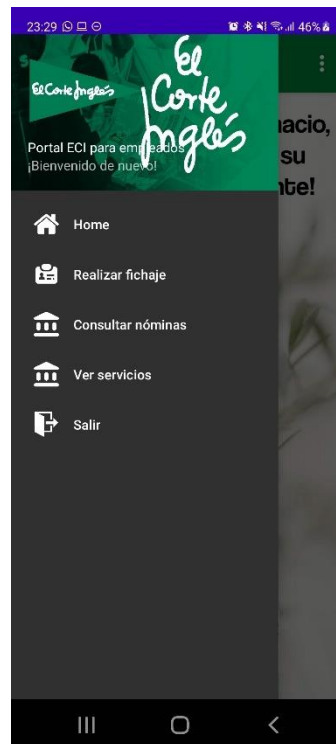 23:29
46%
El Corte Inglés
El
Corte
Inglés
Portal ECI para empleados
¡Bienvenido de nuevo!
nacio,
su
nte!
Home
Realizar fichaje
Consultar nóminas
Ver servicios
Salir